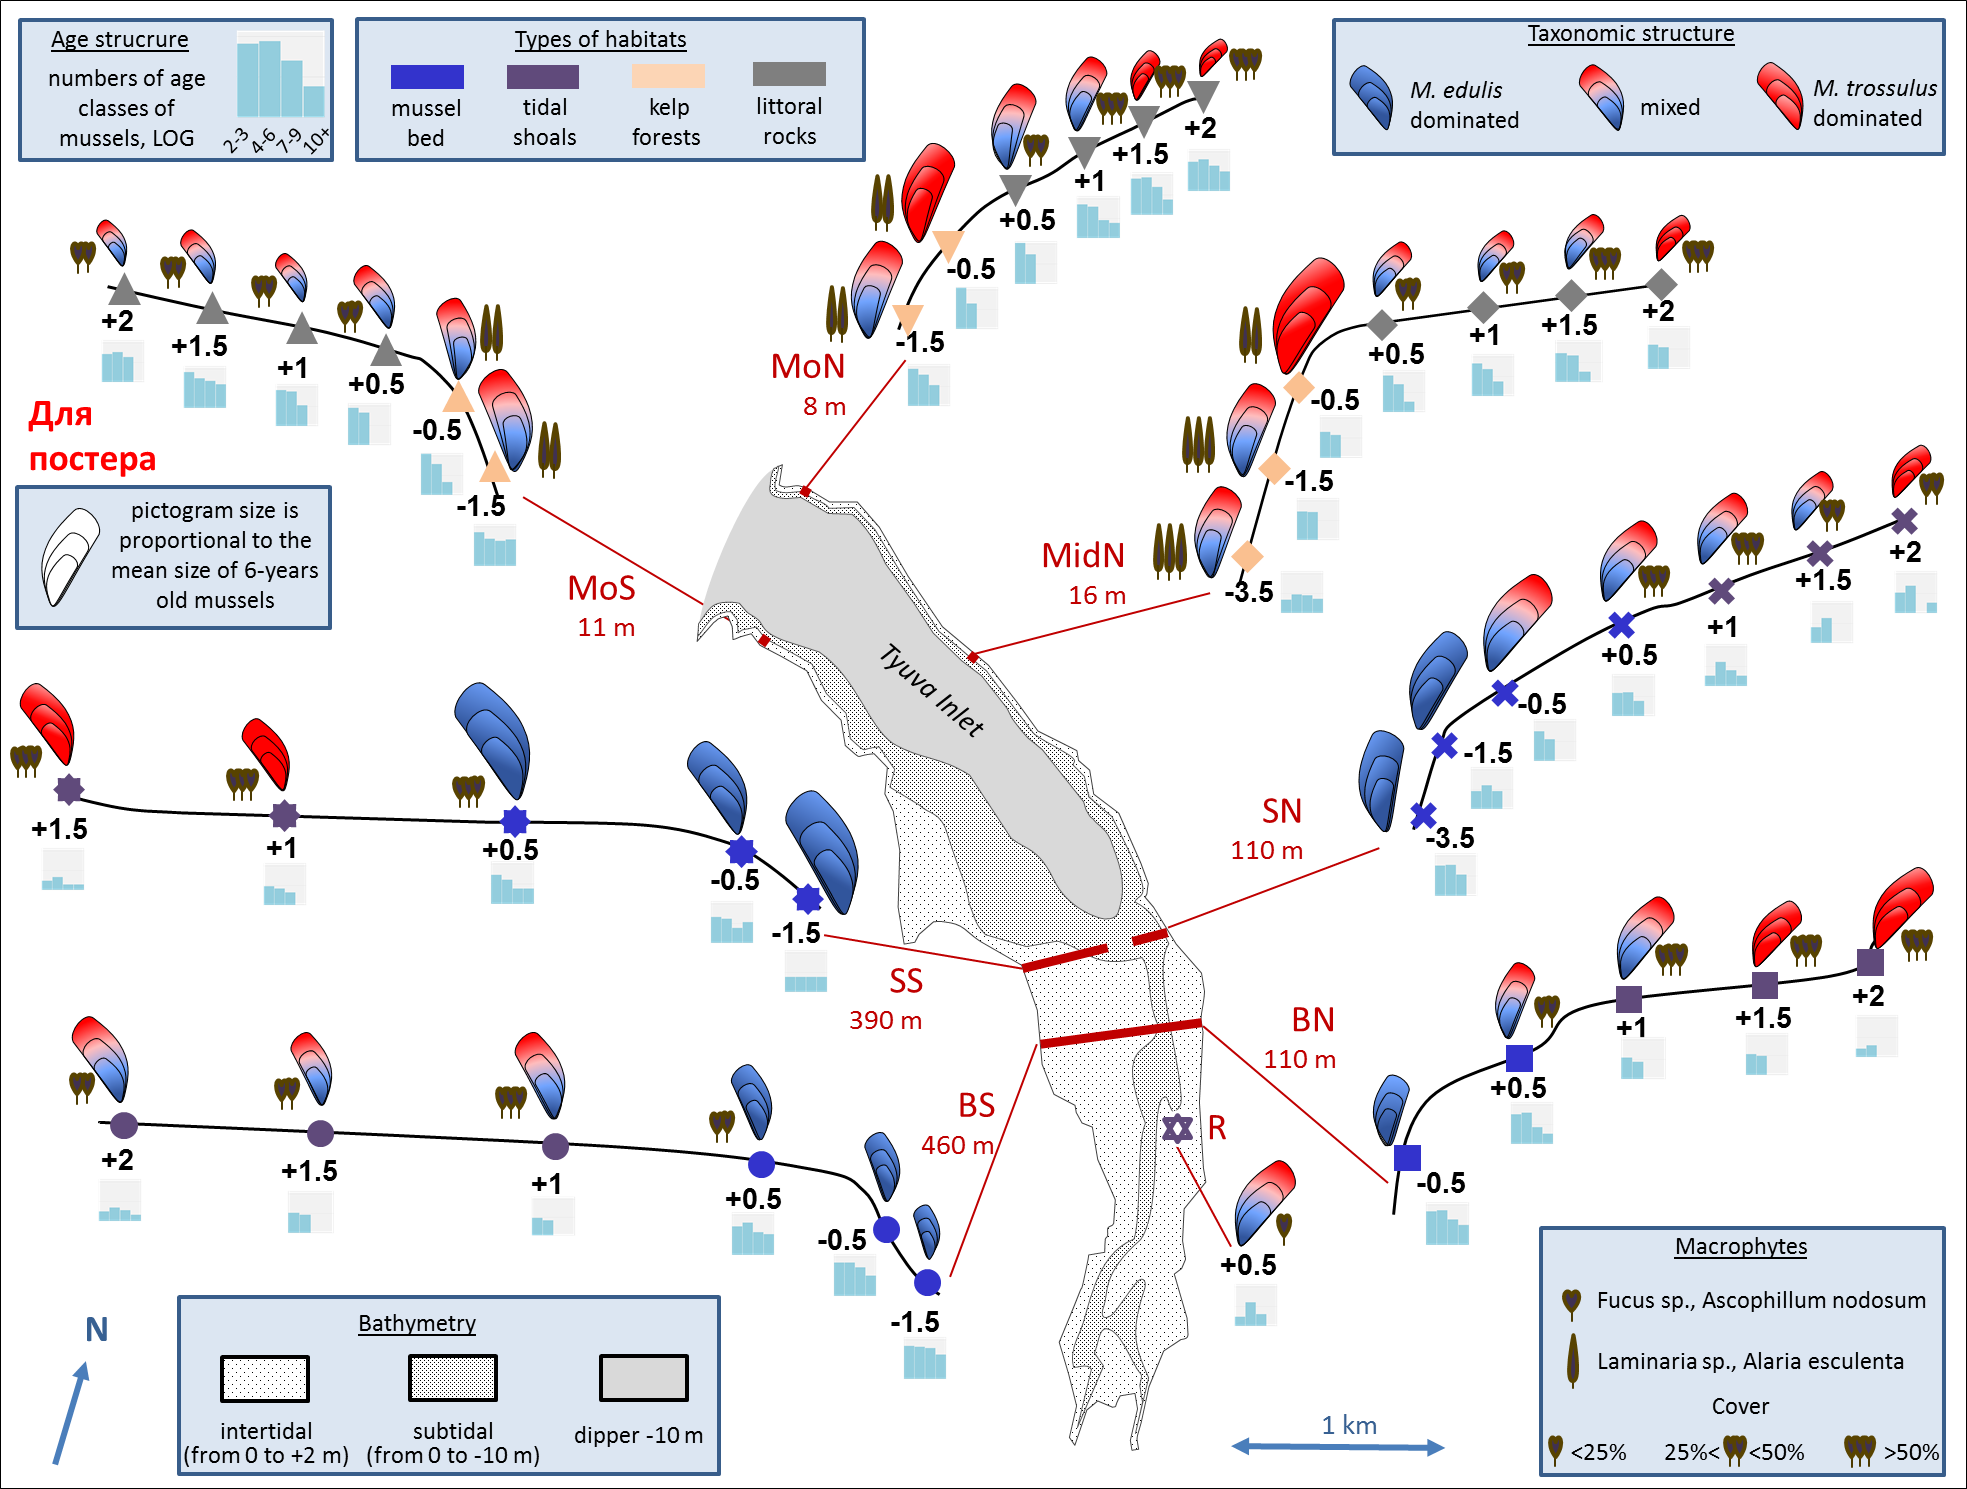 Age strucrure
numbers of age
classes of
mussels, LOG
2-3
4-6
7-9
10+
Types of habitats
mussel
bed
tidal
shoals
kelp
forests
littoral
rocks
Taxonomic structure
M. edulis
dominated
mixed
M. trossulus
dominated
+2
+1.5
+1
+0.5
-0.5
-1.5
MoS
11 m
+2
+1.5
+1
+0.5
-0.5
-1.5
MoN
8 m
+2
+1.5
+1
+0.5
-0.5
-1.5
-3.5
MidN
16 m
Для
постера
pictogram size is
proportional to the
mean size of 6-years
old mussels
Tyuva Inlet
+2
+1.5
+1
+0.5
-0.5
-1.5
-3.5
SN
110 m
+1.5
+1
+0.5
-0.5
-1.5
SS
390 m
+2
+1.5
+1
+0.5
-0.5
BN
110 m
+2
+1.5
+1
+0.5
-0.5
-1.5
BS
460 m
R
+0.5
N
Bathymetry
intertidal
(from 0 to +2 m)
subtidal
(from 0 to -10 m)
dipper -10 m
1 km
Macrophytes
Fucus sp., Ascophillum nodosum
Laminaria sp., Alaria esculenta
Cover
<25%
25%< <50%
>50%